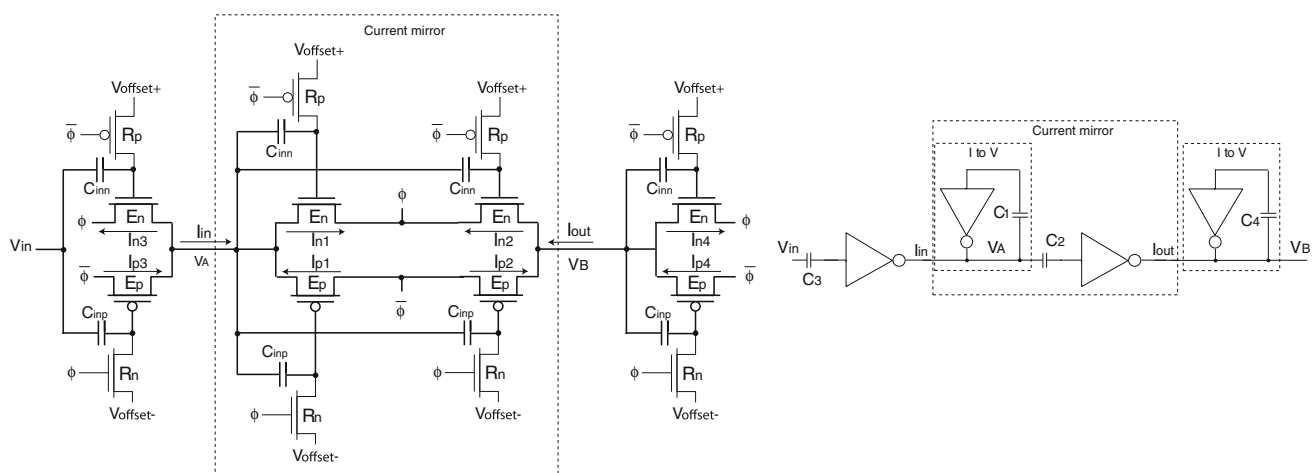 Current mirror
Voffset+
φ̅ Rp
Cinn
Voffset+
φ̅ Rp
Cinn
Voffset+
φ̅ Rp
Cinn
Voffset+
φ̅ Rp
Cinn
φ En
In3
Vin
Ip3
φ̅ Ep
Cinp
φ Rn
Voffset-
Iin
VA
En
In1
Ip1
Ep
Cinp
φ Rn
Voffset-
φ
φ̅
En
In2
Ip2
Ep
Cinp
φ Rn
Voffset-
Iout
VB
En φ
In4
Ip4
Ep φ̅
Cinp
φ Rn
Voffset-
Current mirror
I to V
I to V
C1
C4
Vin
C3
Iin
VA
C2
Iout
VB